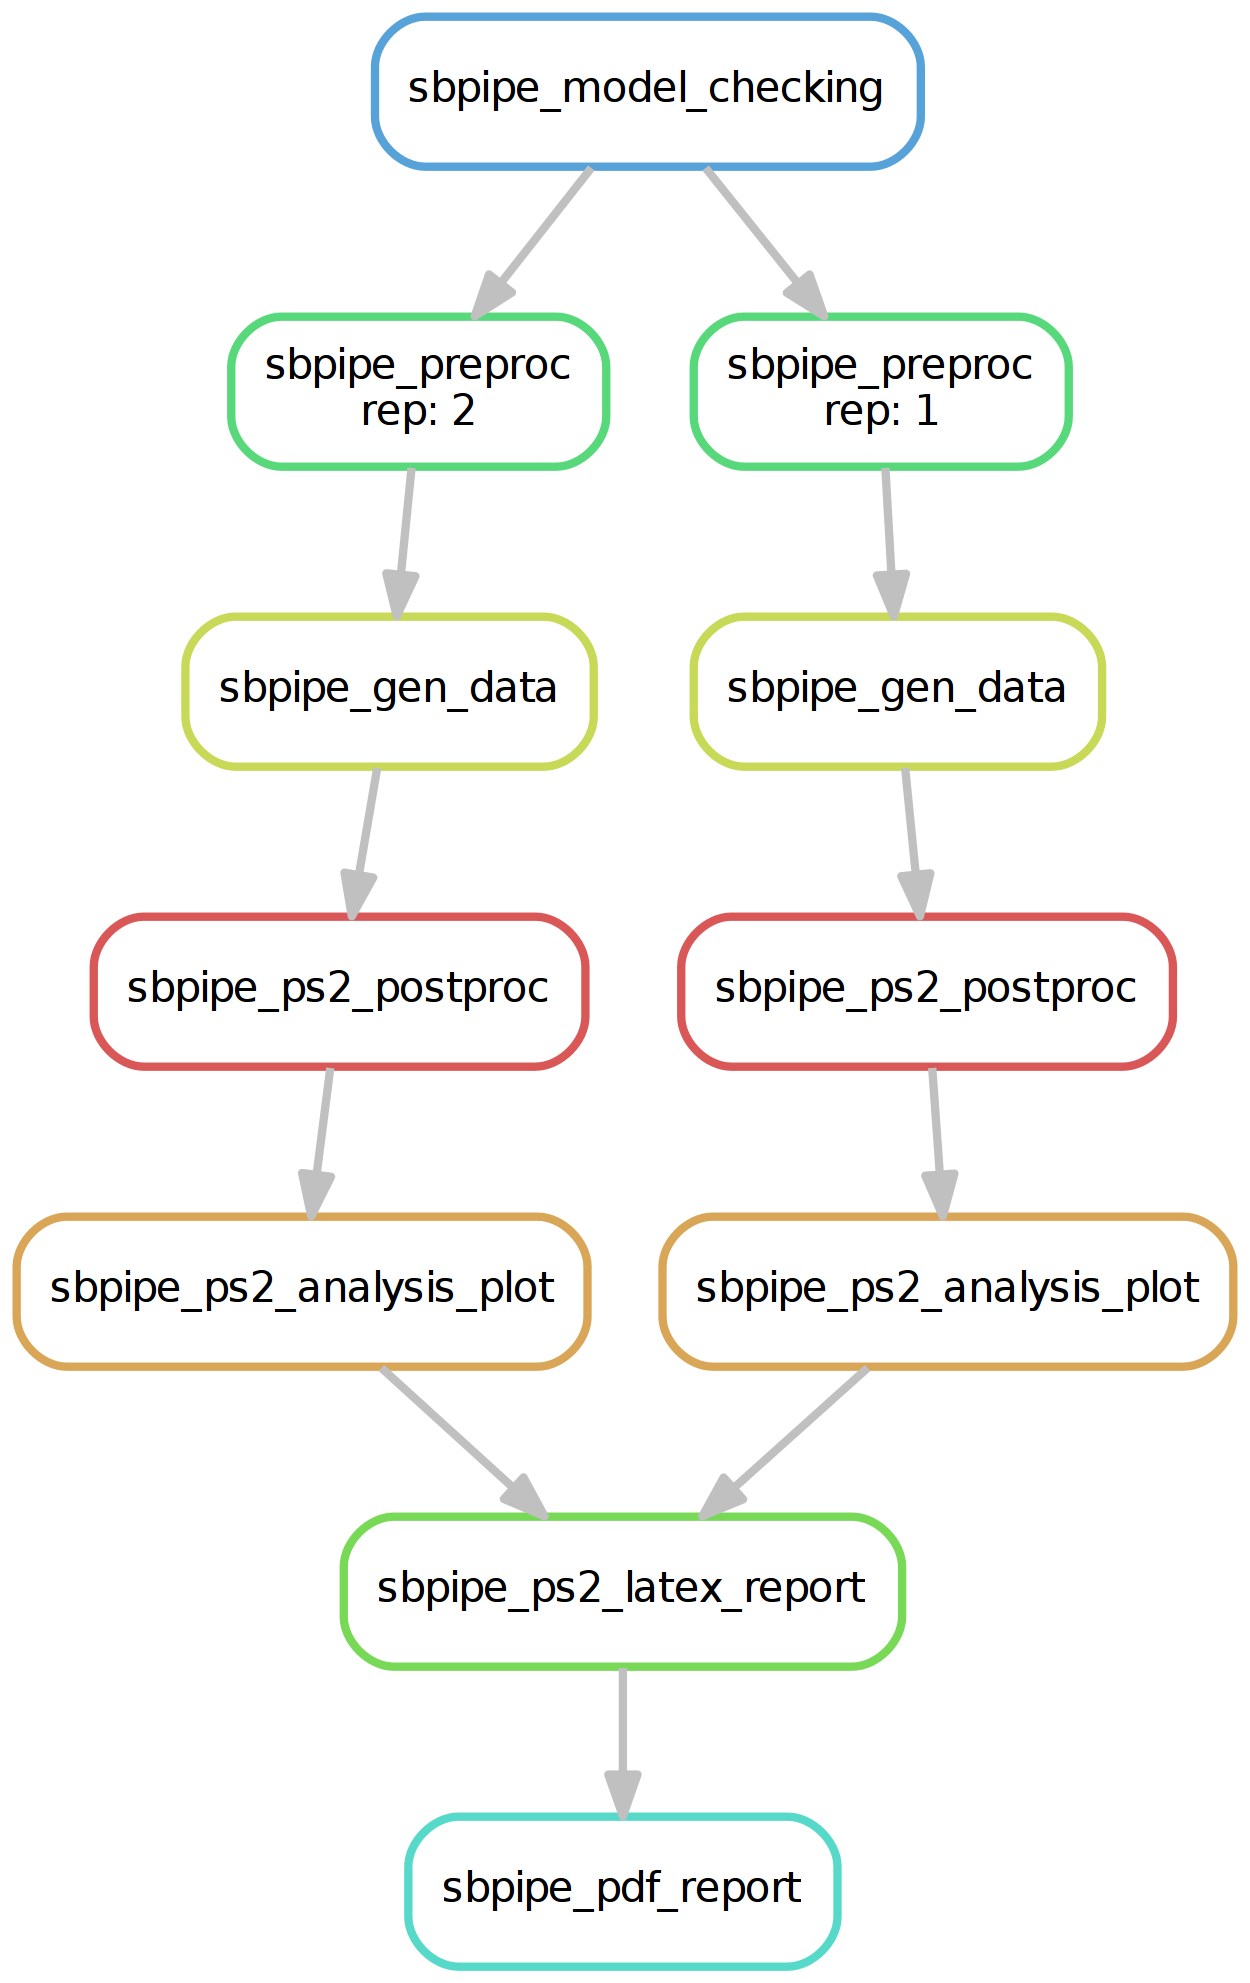 sbpipe_model_checking
sbpipe_preproc
rep: 2
sbpipe_preproc
rep: 1
sbpipe_gen_data
sbpipe_gen_data
sbpipe_ps2_postproc
sbpipe_ps2_postproc
sbpipe_ps2_analysis_plot
sbpipe_ps2_analysis_plot
sbpipe_ps2_latex_report
sbpipe_pdf_report